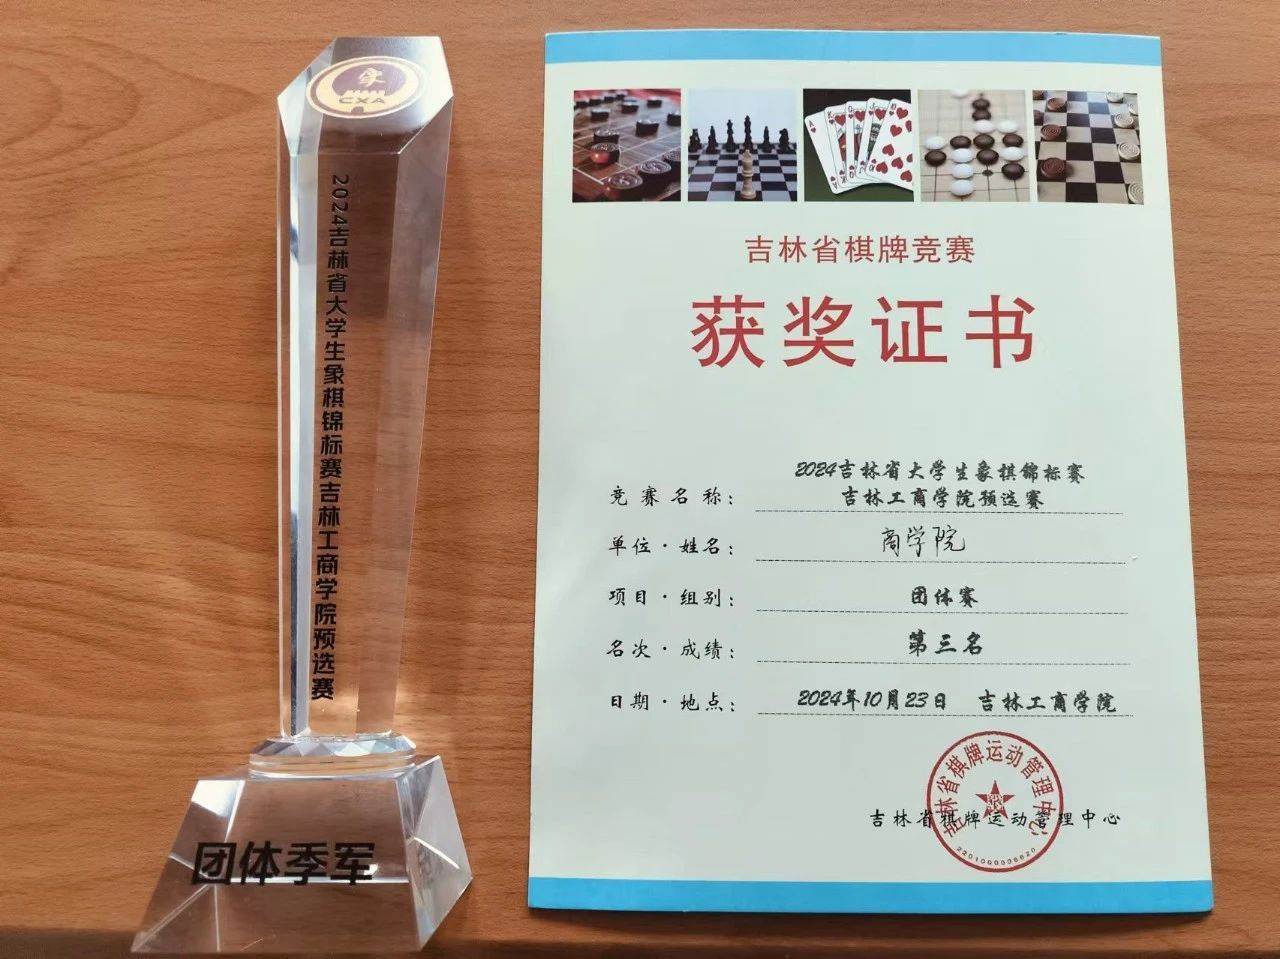 象
CXA
2024吉林省大学生象棋锦标赛吉林工商学院预选赛
团体季军
吉林省棋牌竞赛
获奖证书
竞赛名称：
2024吉林省大学生象棋锦标赛
吉林工商学院预选赛
单位·姓名：商学院
项目·组别：团体赛
名次·成绩：第三名
日期·地点：2024年10月23日 吉林工商学院
吉林省棋牌运动管理中心
吉林省棋牌运动管理中心